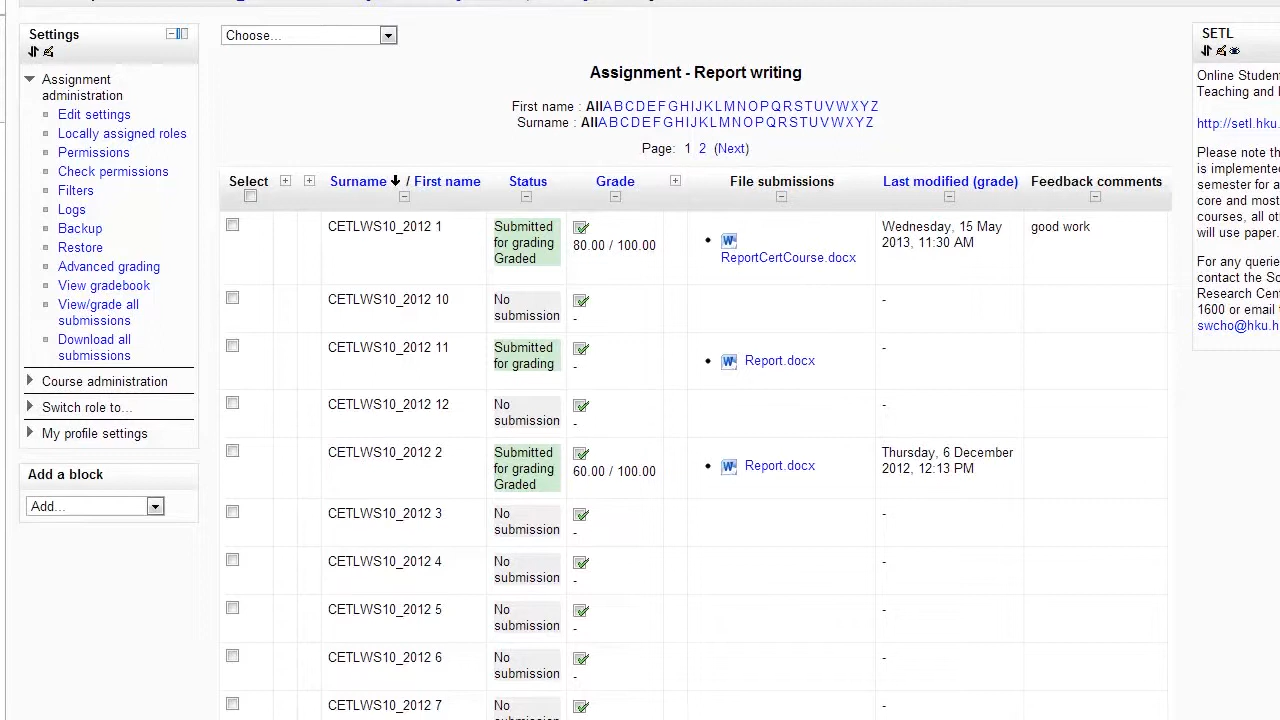 Settings
Assignment
administration
Edit settings
Locally assigned roles
Permissions
Check permissions
Filters
Logs
Backup
Restore
Advanced grading
View gradebook
View/grade all
submissions
Download all
submissions
Course administration
Switch role to...
My profile settings
Add a block
Add...
Choose...
Assignment - Report writing
First name : AllABCDEFGHIJKLMNOPQRSTUVWXYZ
Surname : AllABCDEFGHIJKLMNOPQRSTUVWXYZ
Page: 1 2 (Next)
Select Surname / First name Status Grade File submissions Last modified (grade) Feedback comments
CETLWS10_2012 1
Submitted
for grading
Graded
80.00 / 100.00
ReportCertCourse.docx
Wednesday, 15 May
2013, 11:30 AM
good work
CETLWS10_2012 10
No
submission
-
-
CETLWS10_2012 11
Submitted
for grading
-
Report.docx
-
CETLWS10_2012 12
No
submission
-
-
CETLWS10_2012 2
Submitted
for grading
Graded
60.00 / 100.00
Report.docx
Thursday, 6 December
2012, 12:13 PM
CETLWS10_2012 3
No
submission
-
-
CETLWS10_2012 4
No
submission
-
-
CETLWS10_2012 5
No
submission
-
-
CETLWS10_2012 6
No
submission
-
-
CETLWS10_2012 7
No
SETL
Online Student
Teaching and
http://setl.hku.
Please note th
is implemente
semester for a
core and most
courses, all ot
will use paper.
For any querie
contact the So
Research Cen
1600 or email t
swcho@hku.h